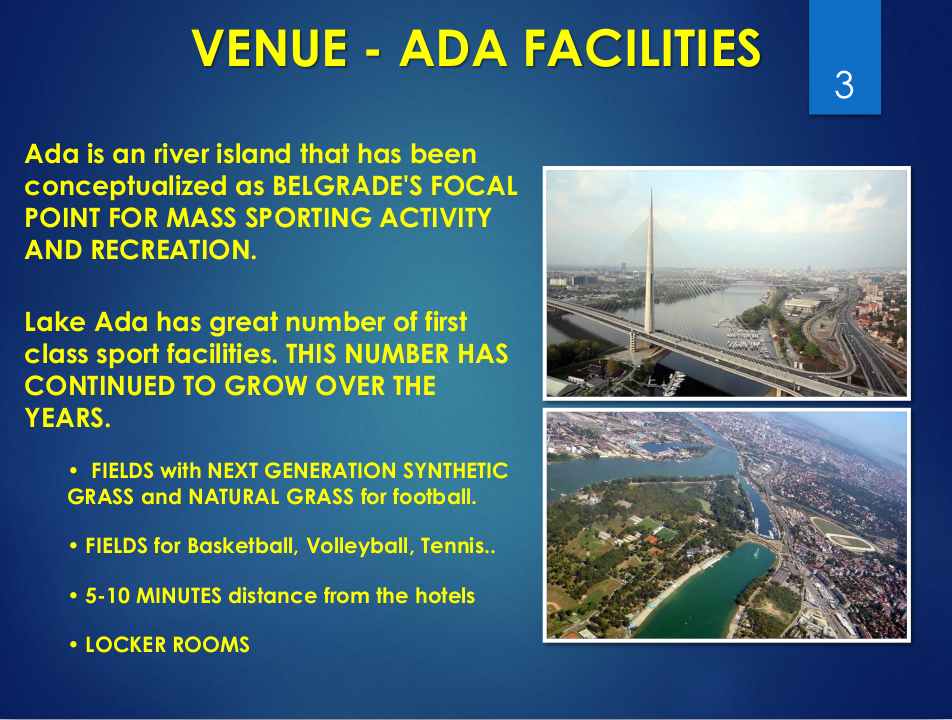 VENUE - ADA FACILITIES
3
Ada is an river island that has been
conceptualized as BELGRADE'S FOCAL
POINT FOR MASS SPORTING ACTIVITY
AND RECREATION.
Lake Ada has great number of first
class sport facilities. THIS NUMBER HAS
CONTINUED TO GROW OVER THE
YEARS.
• FIELDS with NEXT GENERATION SYNTHETIC
GRASS and NATURAL GRASS for football.
• FIELDS for Basketball, Volleyball, Tennis..
• 5-10 MINUTES distance from the hotels
• LOCKER ROOMS